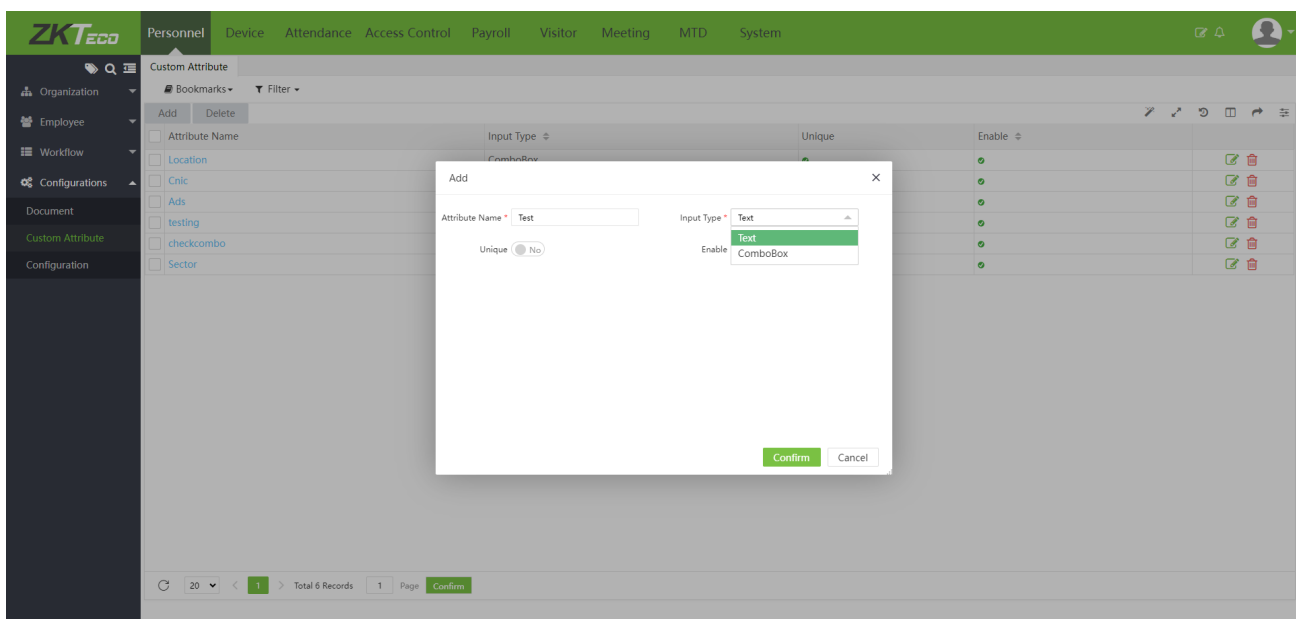 ZKTECO Personnel Device Attendance Access Control Payroll Visitor Meeting MTD System
Custom Attribute
Organization Bookmarks Filter
Add Delete
Employee
Attribute Name Input Type Unique Enable
Workflow
Location ComboBox
Configurations
Cnic
Ads
Document
testing
Custom Attribute
checkcombo
Configuration
Sector
Add
Attribute Name * Test Input Type * Text
Text
Unique No Enable
ComboBox
Confirm Cancel
20 1 Total 6 Records 1 Page Confirm